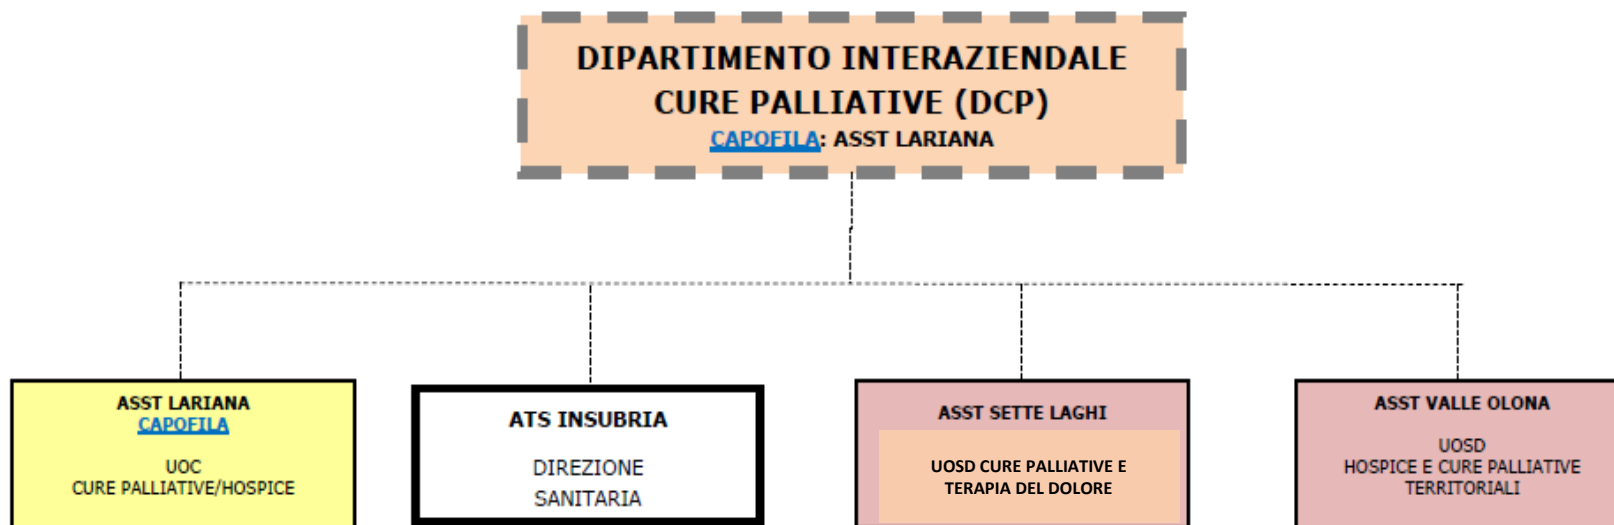 DIPARTIMENTO INTERAZIENDALE
CURE PALLIATIVE (DCP)
CAPOFILA: ASST LARIANA
ASST LARIANA
CAPOFILA
UOC
CURE PALLIATIVE/HOSPICE
ATS INSUBRIA
DIREZIONE
SANITARIA
ASST SETTE LAGHI
UOSD CURE PALLIATIVE E
TERAPIA DEL DOLORE
ASST VALLE OLONA
UOSD
HOSPICE E CURE PALLIATIVE
TERRITORIALI